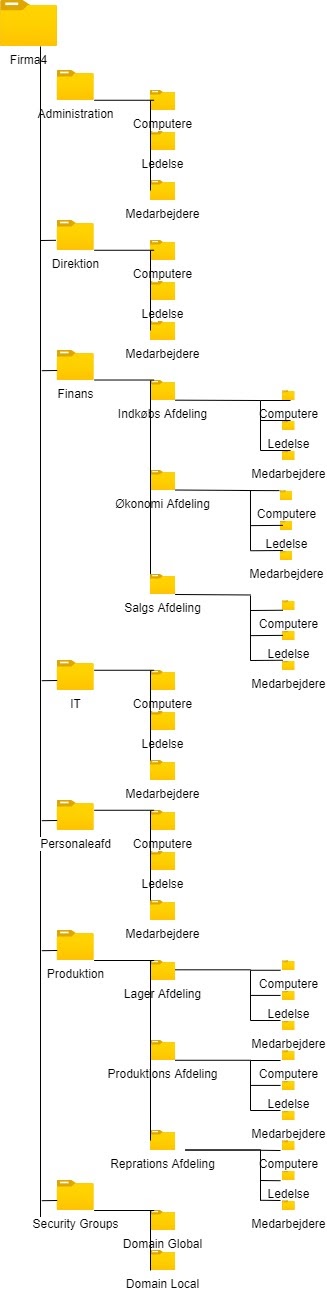 Firma4
Administration
Computere
Ledelse
Medarbejdere
Direktion
Computere
Ledelse
Medarbejdere
Finans
Indkøbs Afdeling
Computere
Ledelse
Medarbejdere
Økonomi Afdeling
Computere
Ledelse
Medarbejdere
Salgs Afdeling
Computere
Ledelse
Medarbejdere
IT
Computere
Ledelse
Medarbejdere
Personaleafd
Computere
Ledelse
Medarbejdere
Produktion
Lager Afdeling
Computere
Ledelse
Medarbejdere
Produktions Afdeling
Computere
Ledelse
Medarbejdere
Reprations Afdeling
Computere
Ledelse
Medarbejdere
Security Groups
Domain Global
Domain Local